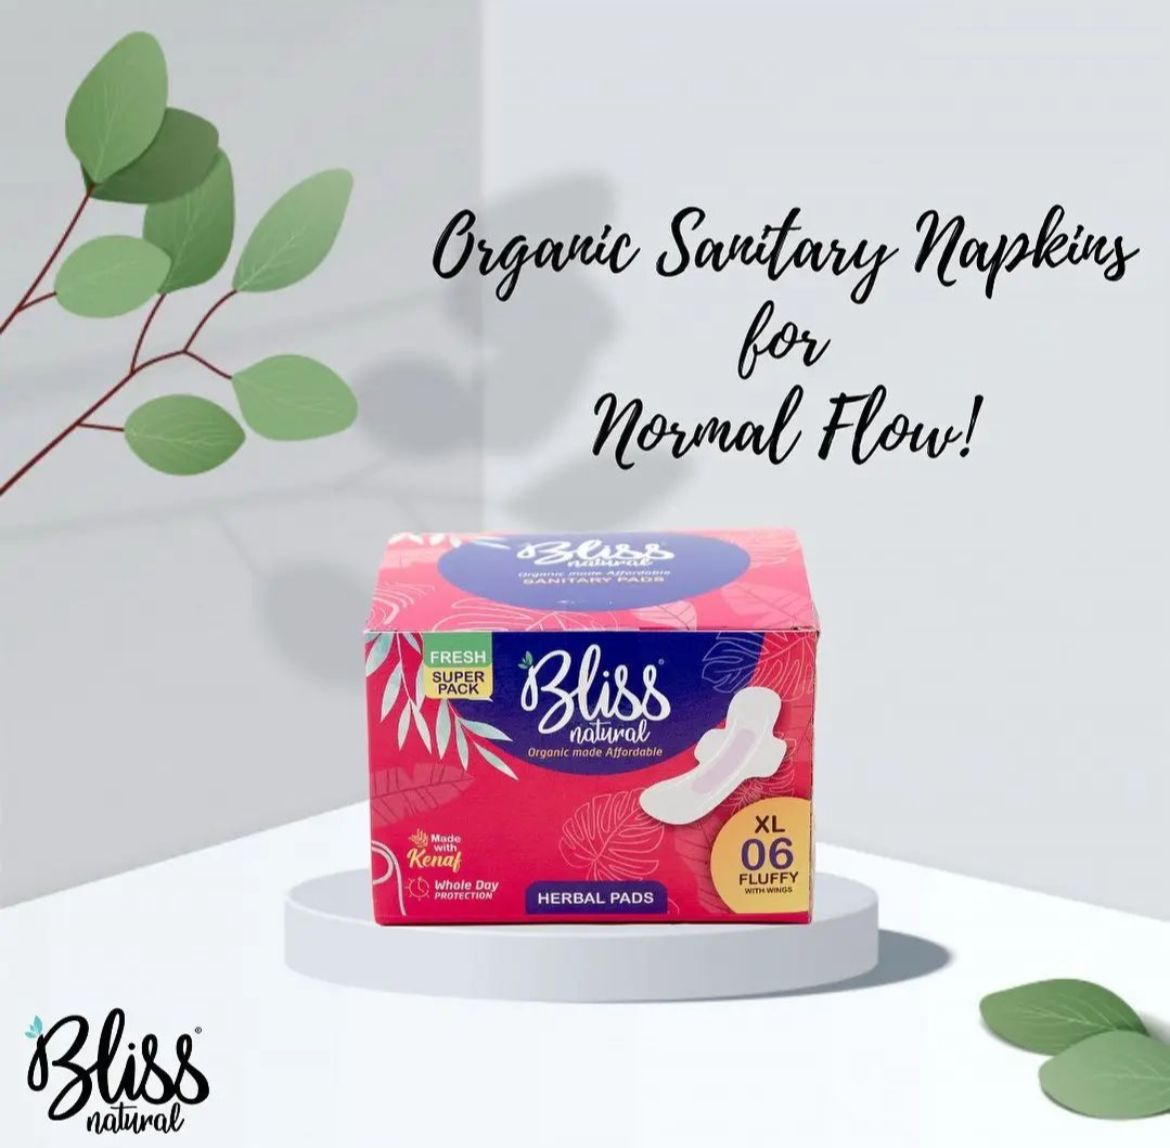 Organic Sanitary Napkins
for
Normal Flow!
Bliss
natural
Organic made Affordable
SANITARY PADS
FRESH
SUPER
PACK
Bliss®
natural
Organic made Affordable
Made
with
Kenaf
Whole Day
PROTECTION
HERBAL PADS
XL
06
FLUFFY
WITH WINGS
Bliss®
natural